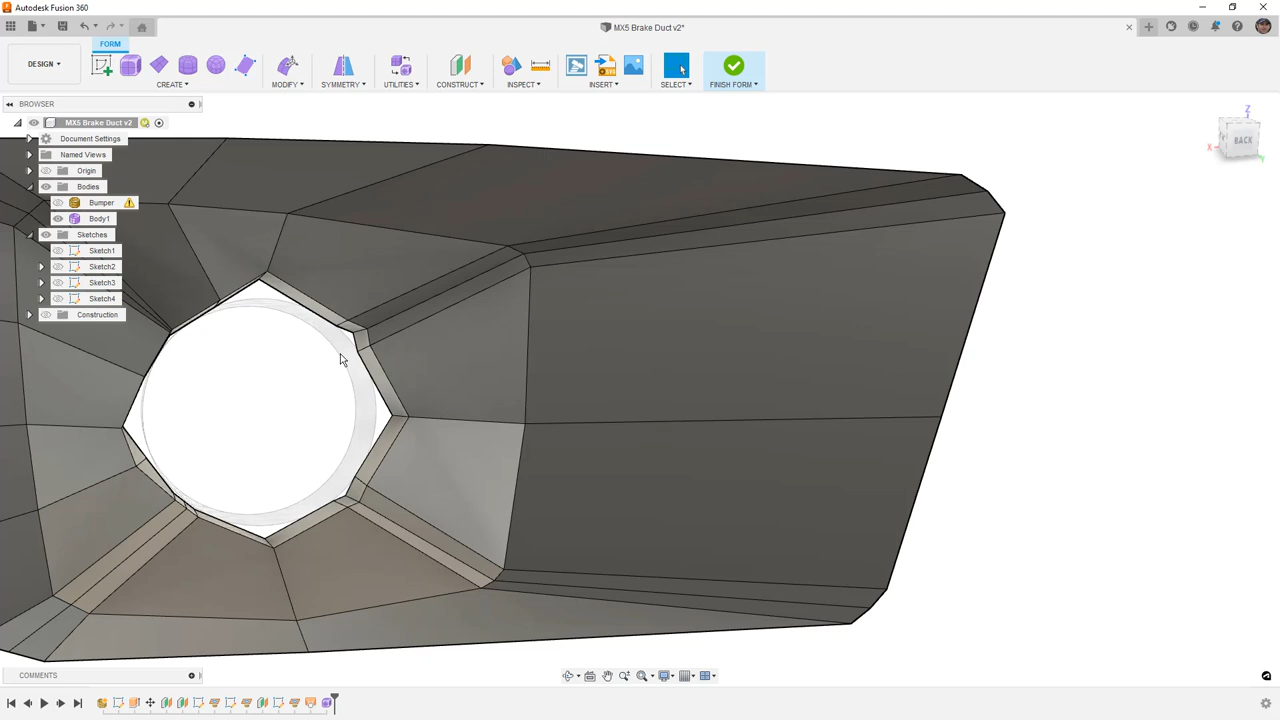 Autodesk Fusion 360
MX5 Brake Duct v2*
FORM
DESIGN
CREATE
MODIFY
SYMMETRY
UTILITIES
CONSTRUCT
INSPECT
INSERT
SELECT
FINISH FORM
BROWSER
MX5 Brake Duct v2
Document Settings
Named Views
Origin
Bodies
Bumper
Body1
Sketches
Sketch1
Sketch2
Sketch3
Sketch4
Construction
Z
BACK
X
Y
COMMENTS